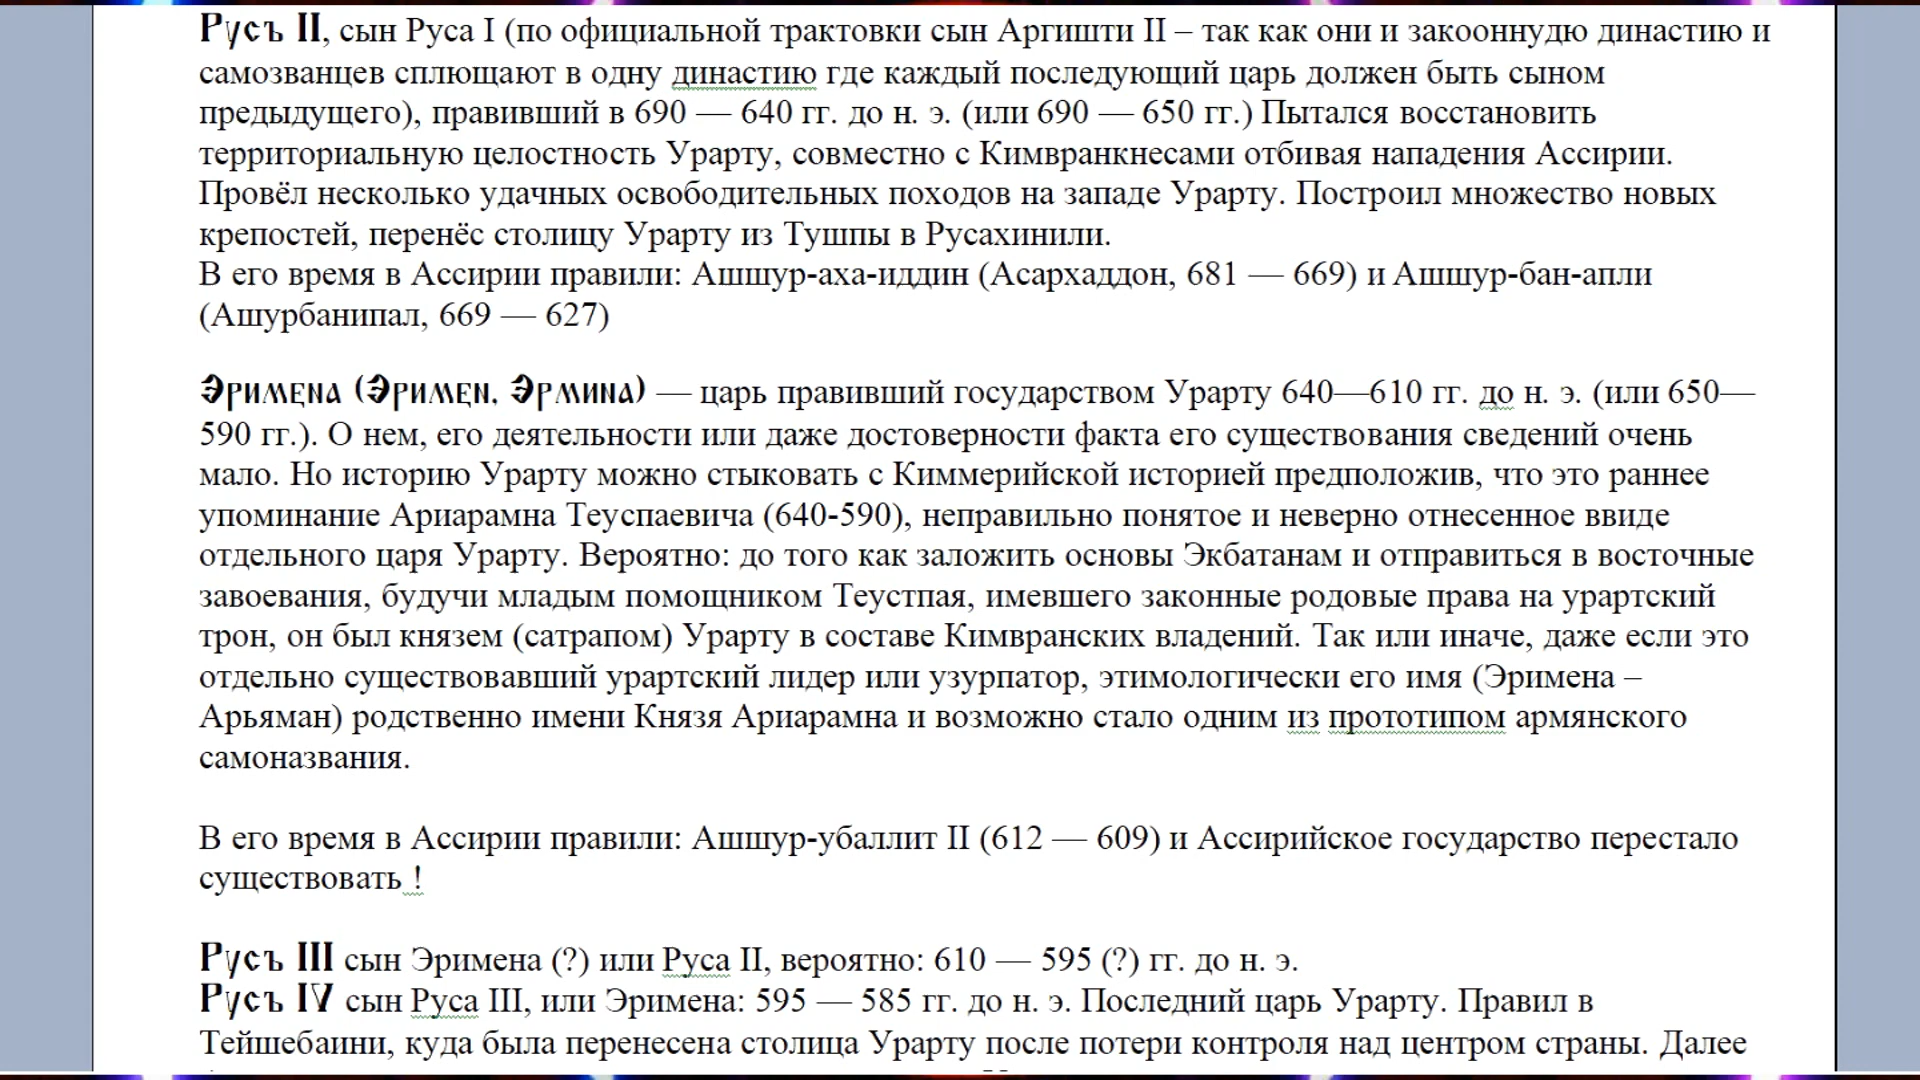 Русъ II, сын Руса I (по официальной трактовки сын Аргишти II – так как они и закооннудю династию и
самозванцев сплющают в одну династию где каждый последующий царь должен быть сыном
предыдущего), правивший в 690 — 640 гг. до н. э. (или 690 — 650 гг.) Пытался восстановить
территориальную целостность Урарту, совместно с Кимвранкнесами отбивая нападения Ассирии.
Провёл несколько удачных освободительных походов на западе Урарту. Построил множество новых
крепостей, перенёс столицу Урарту из Тушпы в Русахинили.
В его время в Ассирии правили: Ашшур-аха-иддин (Асархаддон, 681 — 669) и Ашшур-бан-апли
(Ашурбанипал, 669 — 627)
Эримена (Эримен, Эрмина) — царь правивший государством Урарту 640—610 гг. до н. э. (или 650—
590 гг.). О нем, его деятельности или даже достоверности факта его существования сведений очень
мало. Но историю Урарту можно стыковать с Киммерийской историей предположив, что это раннее
упоминание Ариарамна Теуспаевича (640-590), неправильно понятое и неверно отнесенное ввиде
отдельного царя Урарту. Вероятно: до того как заложить основы Экбатанам и отправиться в восточные
завоевания, будучи младым помощником Теустпая, имевшего законные родовые права на урартский
трон, он был князем (сатрапом) Урарту в составе Кимвранских владений. Так или иначе, даже если это
отдельно существовавший урартский лидер или узурпатор, этимологически его имя (Эримена –
Арьяман) родственно имени Князя Ариарамна и возможно стало одним из прототипом армянского
самоназвания.
В его время в Ассирии правили: Ашшур-убаллит II (612 — 609) и Ассирийское государство перестало
существовать !
Русъ III сын Эримена (?) или Руса II, вероятно: 610 — 595 (?) гг. до н. э.
Русъ IV сын Руса III, или Эримена: 595 — 585 гг. до н. э. Последний царь Урарту. Правил в
Тейшебаини, куда была перенесена столица Урарту после потери контроля над центром страны. Далее